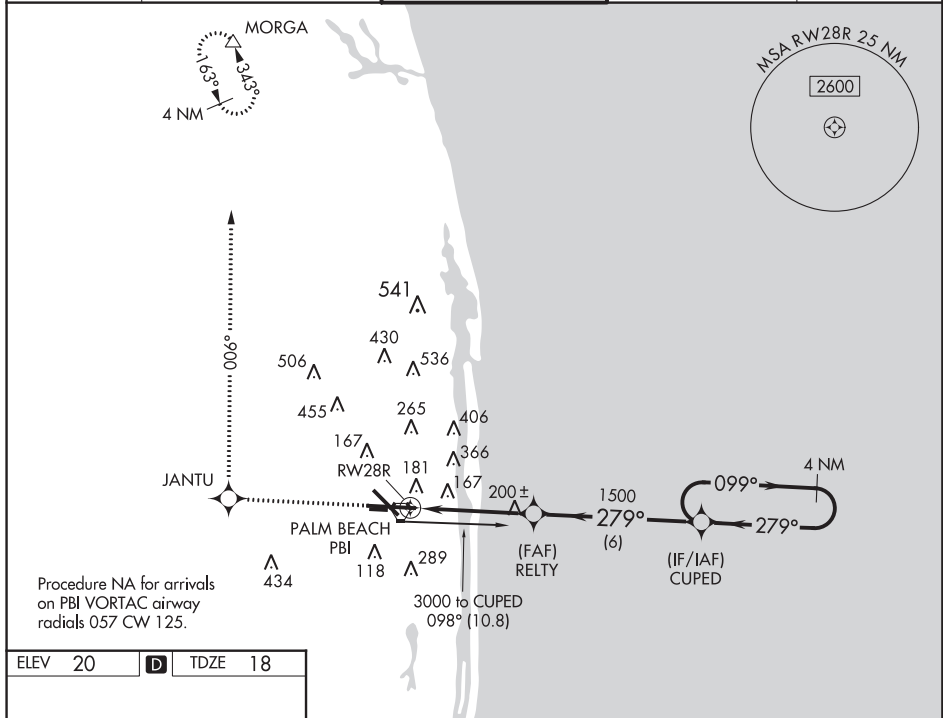 MORGA
163°
343°
4 NM
MSA RW28R 25 NM
2600
006°
541
430
536
506
455
265
406
167
366
RW28R
181
167
JANTU
200±
1500
279°
(6)
099°
4 NM
279°
PALM BEACH
PBI
(FAF)
RELTY
(IF/IAF)
CUPED
434
118
289
3000 to CUPED
098° (10.8)
Procedure NA for arrivals
on PBI VORTAC airway
radials 057 CW 125.
ELEV 20 D TDZE 18